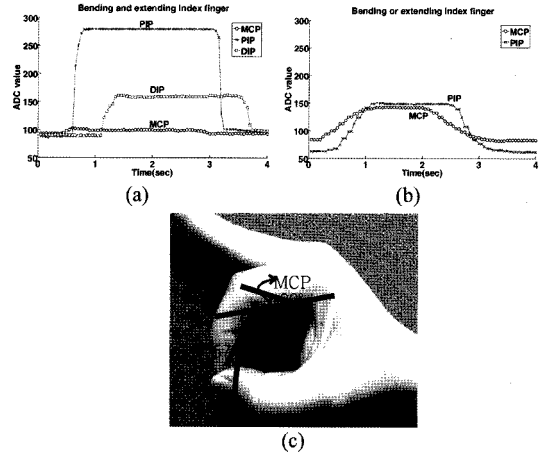 Bending and extending index finger
300
250
200
150
100
50
0
1
2
3
4
ADC value
Time(sec)
PIP
DIP
MCP
MCP
PIP
DIP
(a)
Bending or extending index finger
300
250
200
150
100
50
0
1
2
3
4
ADC value
Time(sec)
PIP
MCP
MCP
PIP
(b)
MCP
(c)